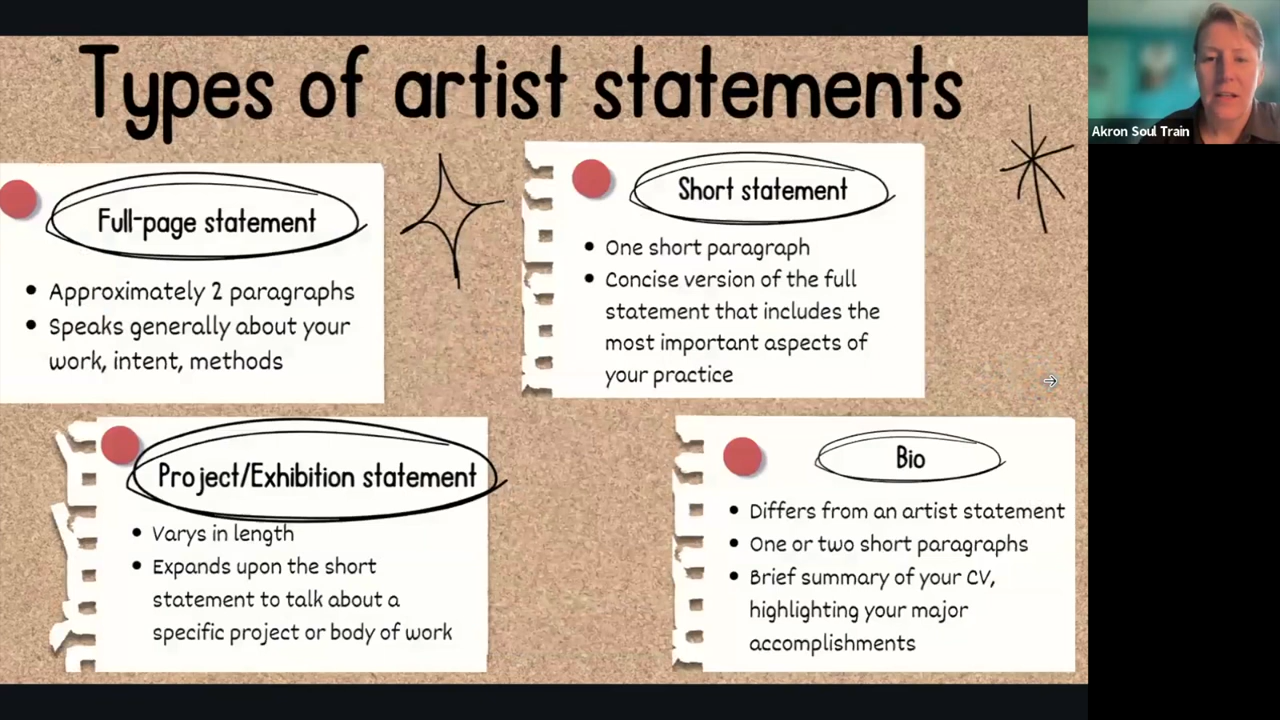 Types of artist statements
Akron Soul Train
Full-page statement
• Approximately 2 paragraphs
• Speaks generally about your
work, intent, methods
Short statement
• One short paragraph
• Concise version of the full
statement that includes the
most important aspects of
your practice
Project/Exhibition statement
• Varys in length
• Expands upon the short
statement to talk about a
specific project or body of work
Bio
• Differs from an artist statement
• One or two short paragraphs
• Brief summary of your CV,
highlighting your major
accomplishments